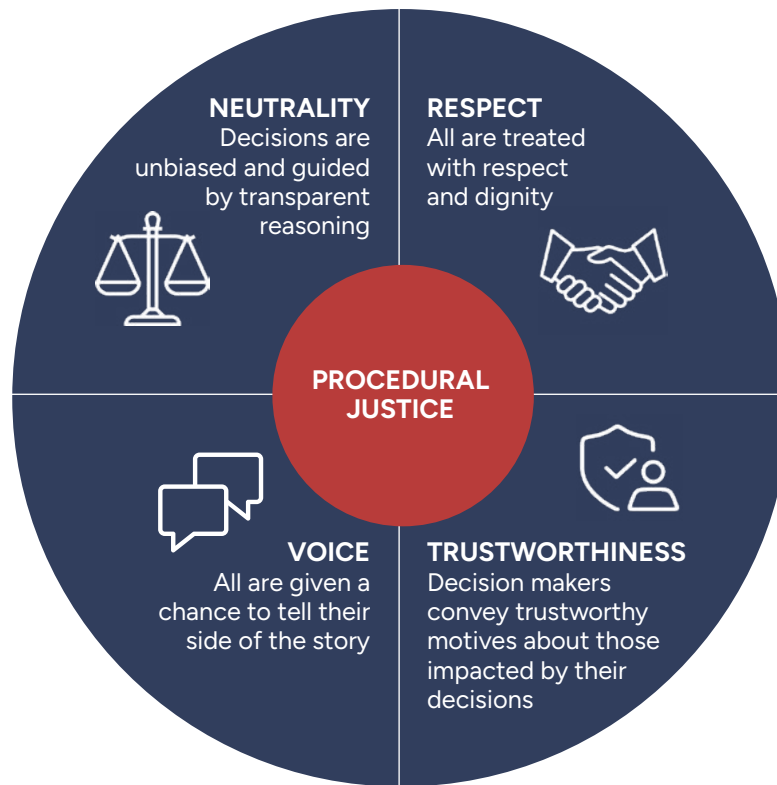 NEUTRALITY
Decisions are
unbiased and guided
by transparent
reasoning
RESPECT
All are treated
with respect
and dignity
PROCEDURAL
JUSTICE
VOICE
All are given a
chance to tell their
side of the story
TRUSTWORTHINESS
Decision makers
convey trustworthy
motives about those
impacted by their
decisions